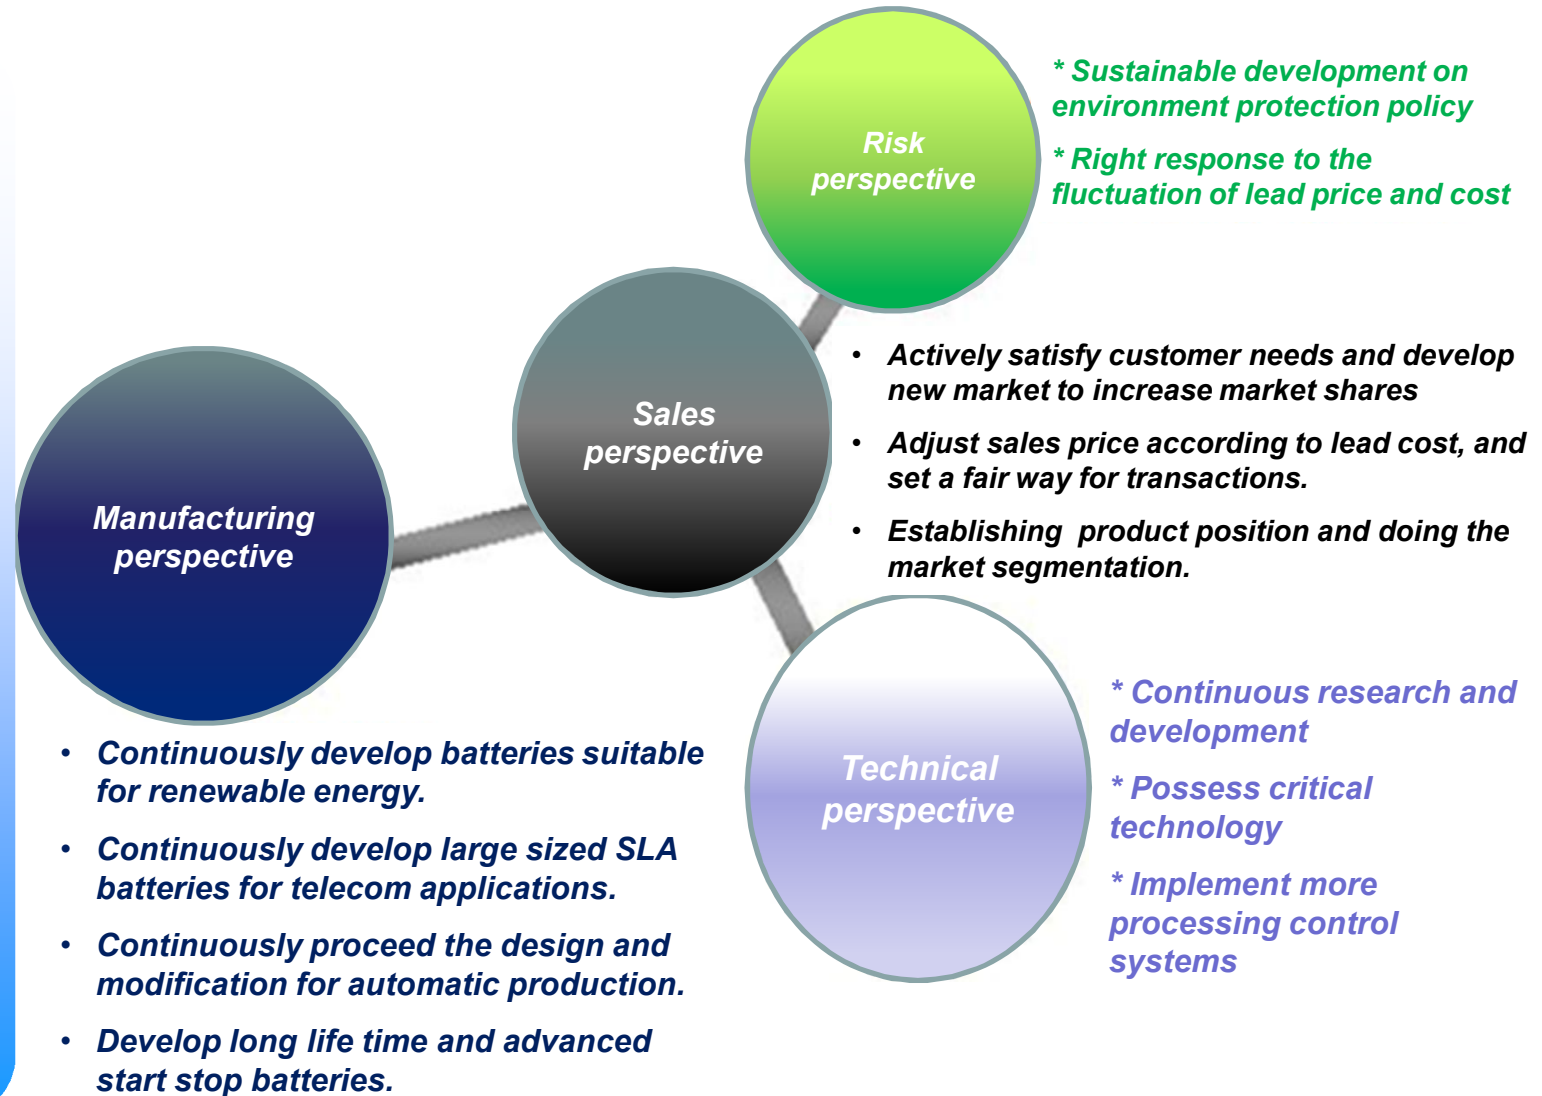 Risk
perspective
* Sustainable development on
environment protection policy
* Right response to the
fluctuation of lead price and cost
Sales
perspective
• Actively satisfy customer needs and develop
new market to increase market shares
• Adjust sales price according to lead cost, and
set a fair way for transactions.
• Establishing  product position and doing the
market segmentation.
Manufacturing
perspective
• Continuously develop batteries suitable
for renewable energy.
• Continuously develop large sized SLA
batteries for telecom applications.
• Continuously proceed the design and
modification for automatic production.
• Develop long life time and advanced
start stop batteries.
Technical
perspective
* Continuous research and
development
* Possess critical
technology
* Implement more
processing control
systems